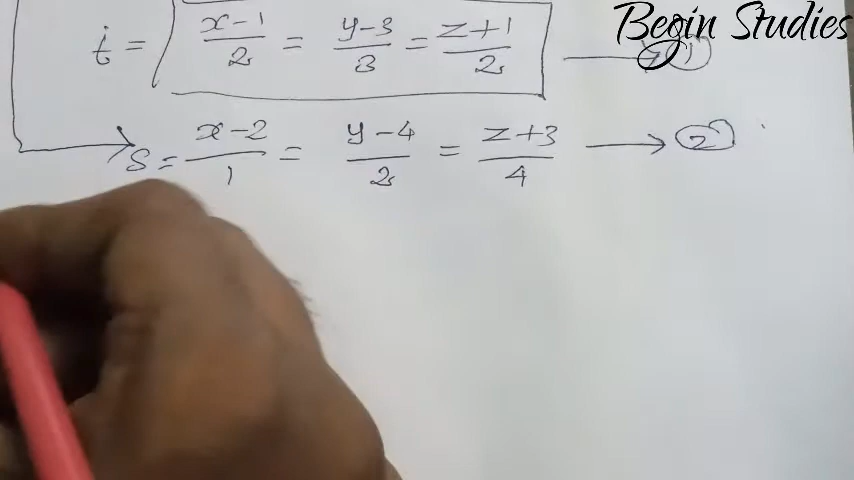 Begin Studies
t = x-1/2 = y-3/3 = z+1/2 → 1
S = x-2/1 = y-4/2 = z+3/4 → 2